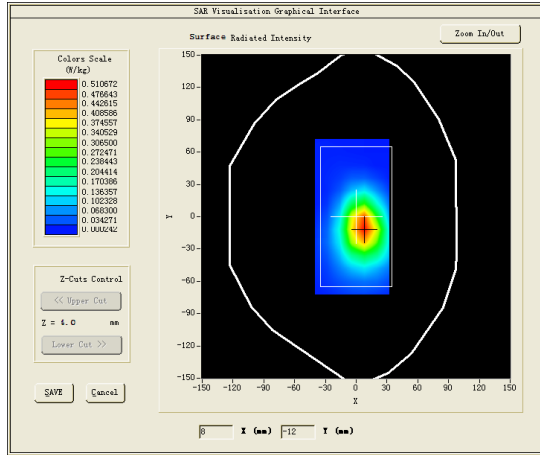 SAR Visualisation Graphical Interface
Surface Radiated Intensity
Zoom In/Out
Colors Scale
(W/kg)
0.510672
0.476643
0.442615
0.408586
0.374557
0.340529
0.306500
0.272471
0.238443
0.204414
0.170386
0.136357
0.102328
0.068300
0.034271
0.000242
Z-Cuts Control
<< Upper Cut
Z = 4.0 mm
Lower Cut >>
SAVE
Cancel
150
120
90
60
30
0
-30
-60
-90
-120
-150
Y
-150 -120 -90 -60 -30 0 30 60 90 120 150
X
8 X (mm) -12 Y (mm)